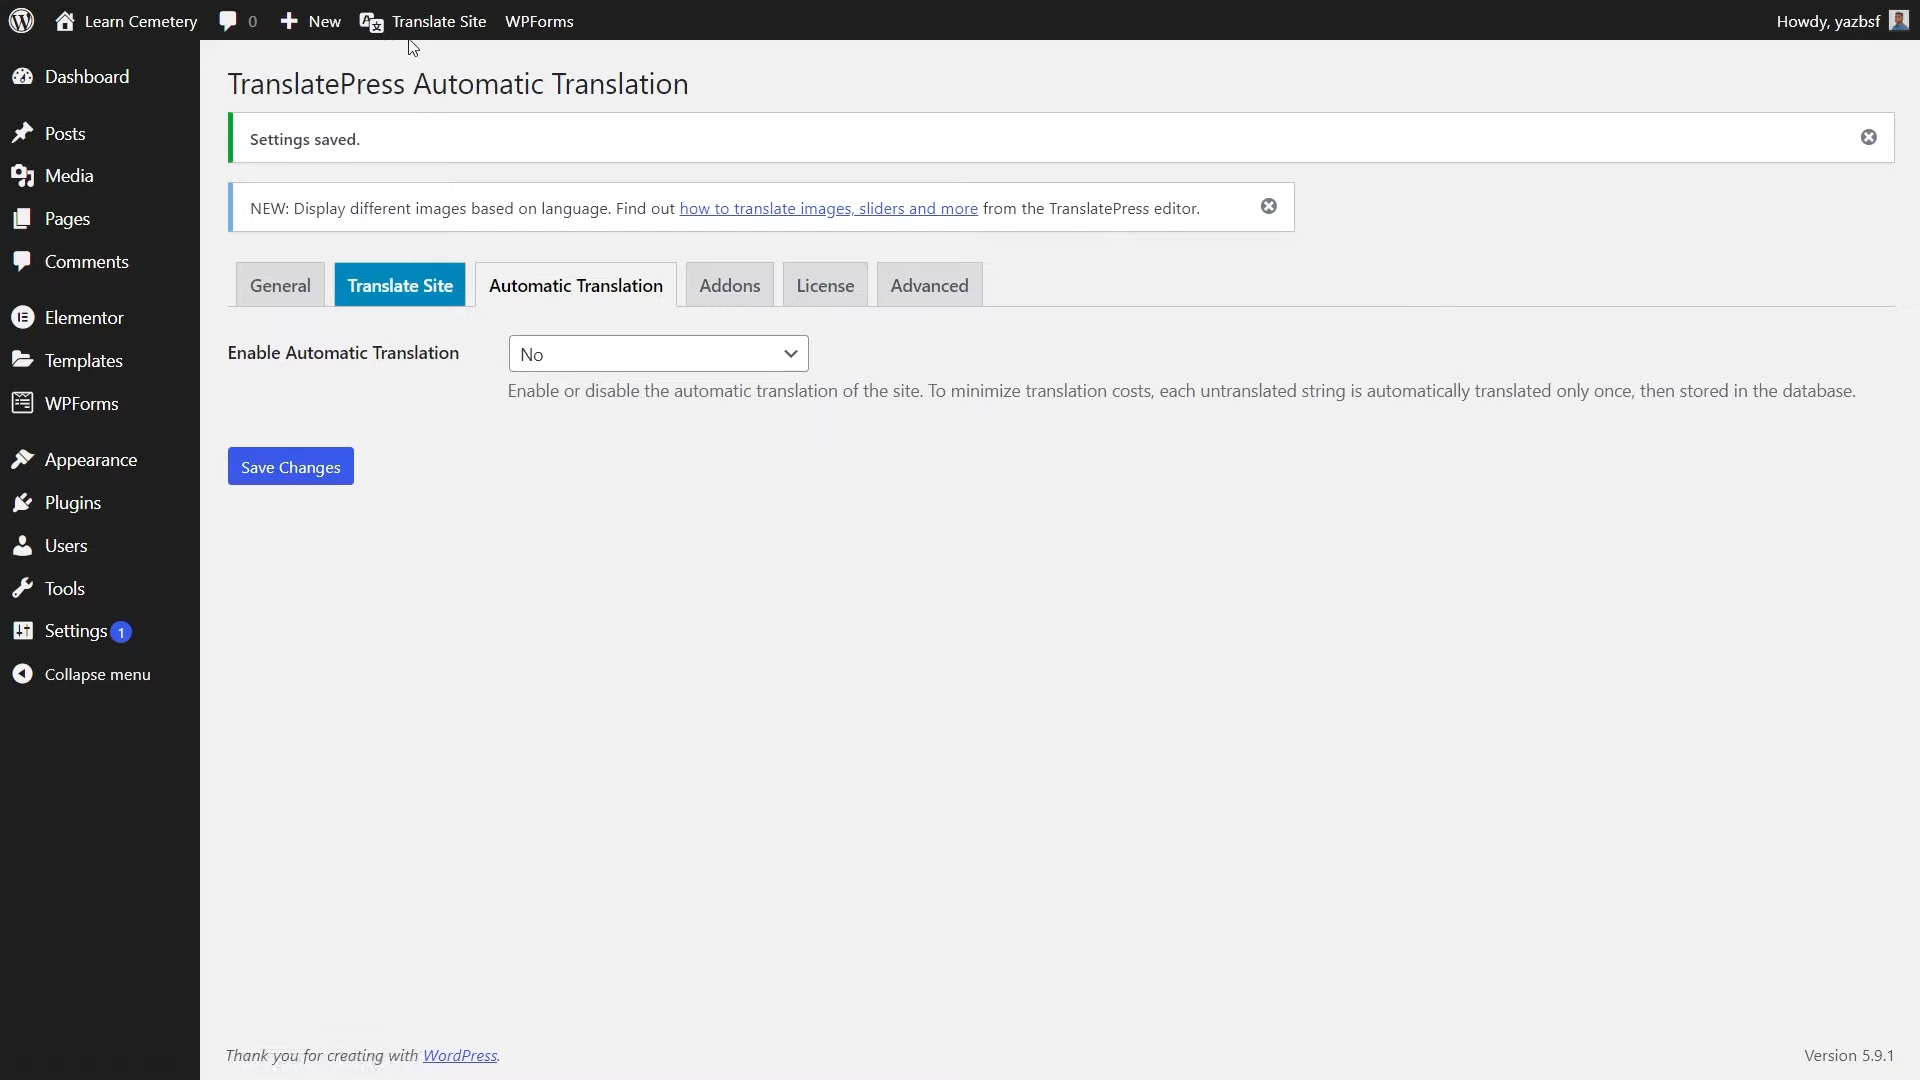 Learn Cemetery 0 New Translate Site WPForms Howdy, yazbsf
Dashboard
Posts
Media
Pages
Comments
Elementor
Templates
WPForms
Appearance
Plugins
Users
Tools
Settings 1
Collapse menu
TranslatePress Automatic Translation
Settings saved.
NEW: Display different images based on language. Find out how to translate images, sliders and more from the TranslatePress editor.
General Translate Site Automatic Translation Addons License Advanced
Enable Automatic Translation No
Enable or disable the automatic translation of the site. To minimize translation costs, each untranslated string is automatically translated only once, then stored in the database.
Save Changes
Thank you for creating with WordPress. Version 5.9.1